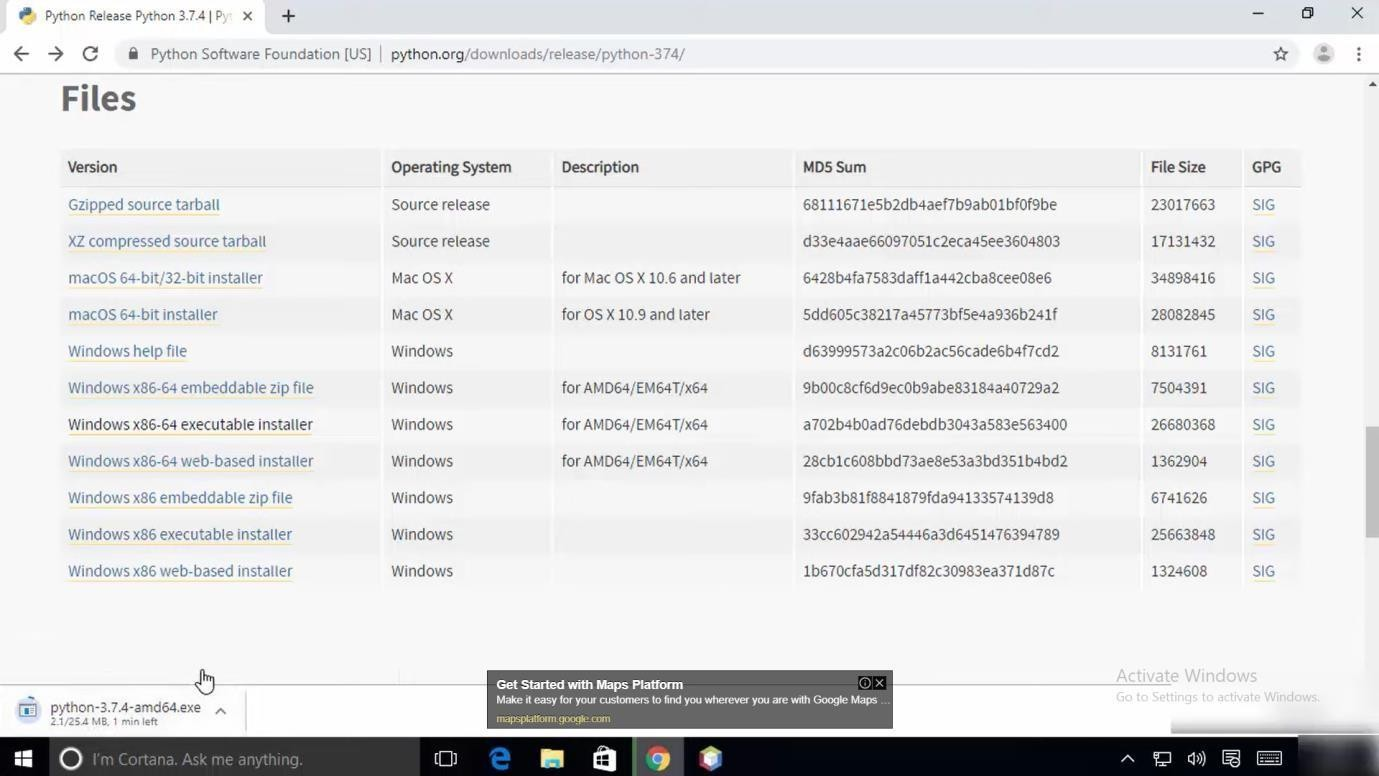 Python Release Python 3.7.4 | Pyt
Python Software Foundation [US] | python.org/downloads/release/python-374/
Files
Version Operating System Description MD5 Sum File Size GPG
Gzipped source tarball Source release 68111671e5b2db4aef7b9ab01bf0f9be 23017663 SIG
XZ compressed source tarball Source release d33e4aae66097051c2eca45ee3604803 17131432 SIG
macOS 64-bit/32-bit installer Mac OS X for Mac OS X 10.6 and later 6428b4fa7583daff1a442cba8cee08e6 34898416 SIG
macOS 64-bit installer Mac OS X for OS X 10.9 and later 5dd605c38217a45773bf5e4a936b241f 28082845 SIG
Windows help file Windows d63999573a2c06b2ac56cade6b4f7cd2 8131761 SIG
Windows x86-64 embeddable zip file Windows for AMD64/EM64T/x64 9b00c8cf6d9ec0b9abe83184a40729a2 7504391 SIG
Windows x86-64 executable installer Windows for AMD64/EM64T/x64 a702b4b0ad76debdb3043a583e563400 26680368 SIG
Windows x86-64 web-based installer Windows for AMD64/EM64T/x64 28cb1c608bbd73ae8e53a3bd351b4bd2 1362904 SIG
Windows x86 embeddable zip file Windows 9fab3b81f8841879fda94133574139d8 6741626 SIG
Windows x86 executable installer Windows 33cc602942a54446a3d6451476394789 25663848 SIG
Windows x86 web-based installer Windows 1b670cfa5d317df82c30983ea371d87c 1324608 SIG
Get Started with Maps Platform
Make it easy for your customers to find you wherever you are with Google Maps ...
mapsplatform.google.com
Activate Windows
Go to Settings to activate Windows.
python-3.7.4-amd64.exe
2.1/25.4 MB, 1 min left
I'm Cortana. Ask me anything.